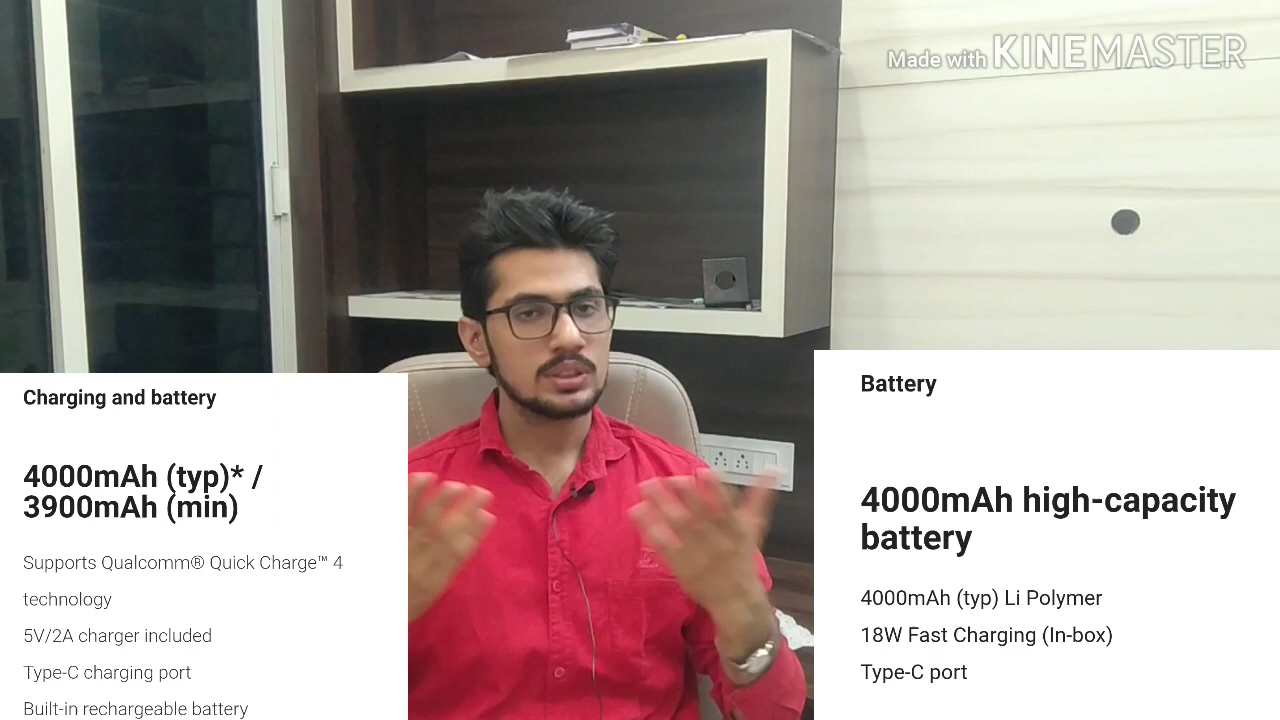 Made with KINEMASTER
Charging and battery
4000mAh (typ)* /
3900mAh (min)
Supports Qualcomm® Quick Charge™ 4
technology
5V/2A charger included
Type-C charging port
Built-in rechargeable battery
Battery
4000mAh high-capacity
battery
4000mAh (typ) Li Polymer
18W Fast Charging (In-box)
Type-C port